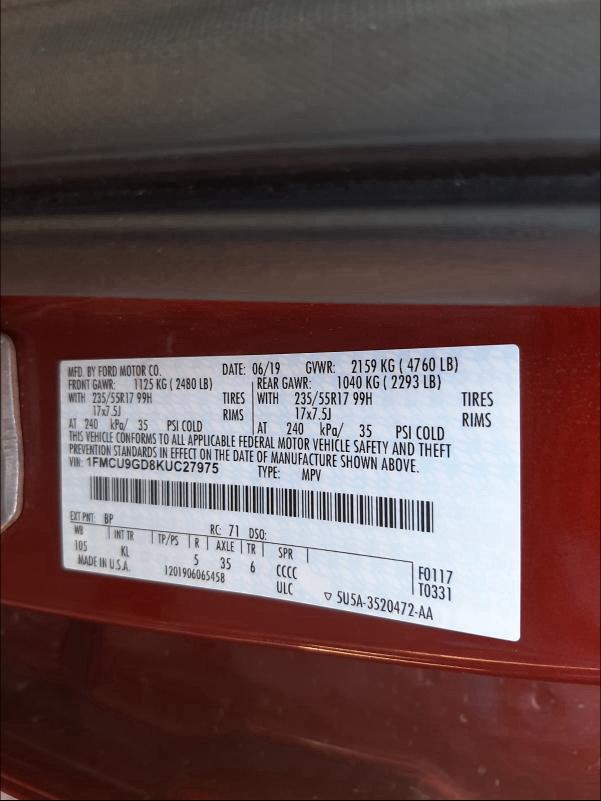 MFD. BY FORD MOTOR CO. DATE: 06/19 GVWR: 2159 KG ( 4760 LB)
FRONT GAWR: 1125 KG ( 2480 LB) REAR GAWR: 1040 KG ( 2293 LB)
WITH 235/55R17 99H TIRES WITH 235/55R17 99H TIRES
17x7.5J RIMS 17x7.5J RIMS
AT 240 kPa/ 35 PSI COLD AT 240 kPa/ 35 PSI COLD
THIS VEHICLE CONFORMS TO ALL APPLICABLE FEDERAL MOTOR VEHICLE SAFETY AND THEFT
PREVENTION STANDARDS IN EFFECT ON THE DATE OF MANUFACTURE SHOWN ABOVE.
VIN: 1FMCU9GD8KUC27975 TYPE: MPV
EXT PNT: BP RC: 71 DSO:
WB INT TR TP/PS R AXLE TR SPR
105 KL 5 35 6 CCCC F0117
MADE IN U.S.A. 1201906065458 ULC T0331
▽ 5U5A-3520472-AA